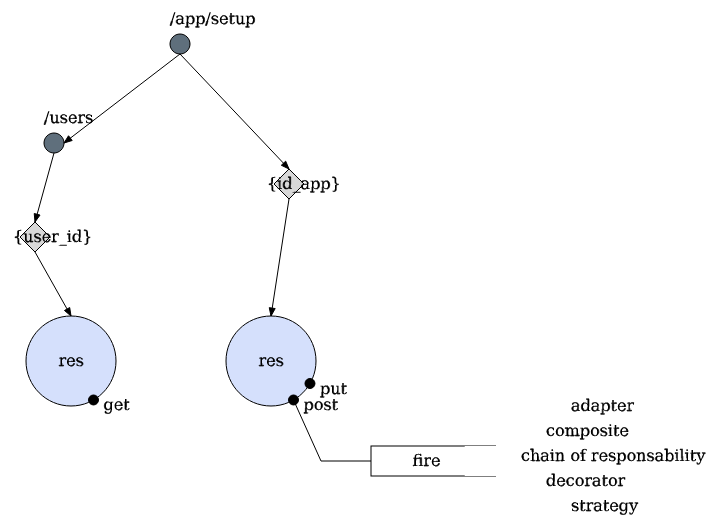 /app/setup
/users
{id_app}
{user_id}
res
res
put
get
post
adapter
composite
chain of responsability
fire
decorator
strategy